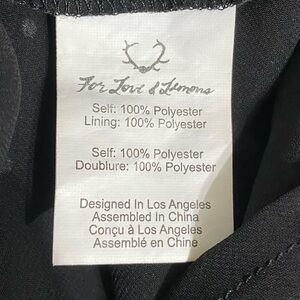 For Love & Lemons
Self: 100% Polyester
Lining: 100% Polyester
Self: 100% Polyester
Doublure: 100% Polyester
Designed In Los Angeles
Assembled In China
Conçu à Los Angeles
Assemblé en Chine